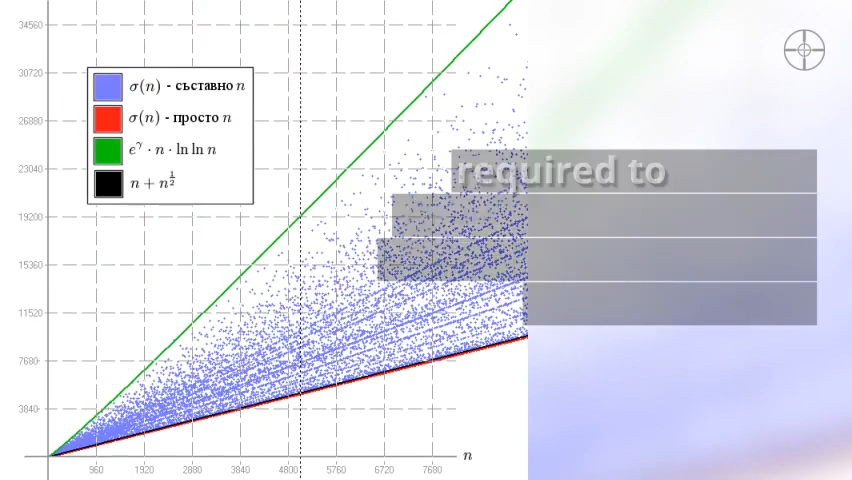 34560
30720
26880
23040
19200
15360
11520
7680
3840
σ(n) - съставно n
σ(n) - просто n
e^γ · n · ln ln n
n + n^{1/2}
required to
n
960 1920 2880 3840 4800 5760 6720 7680